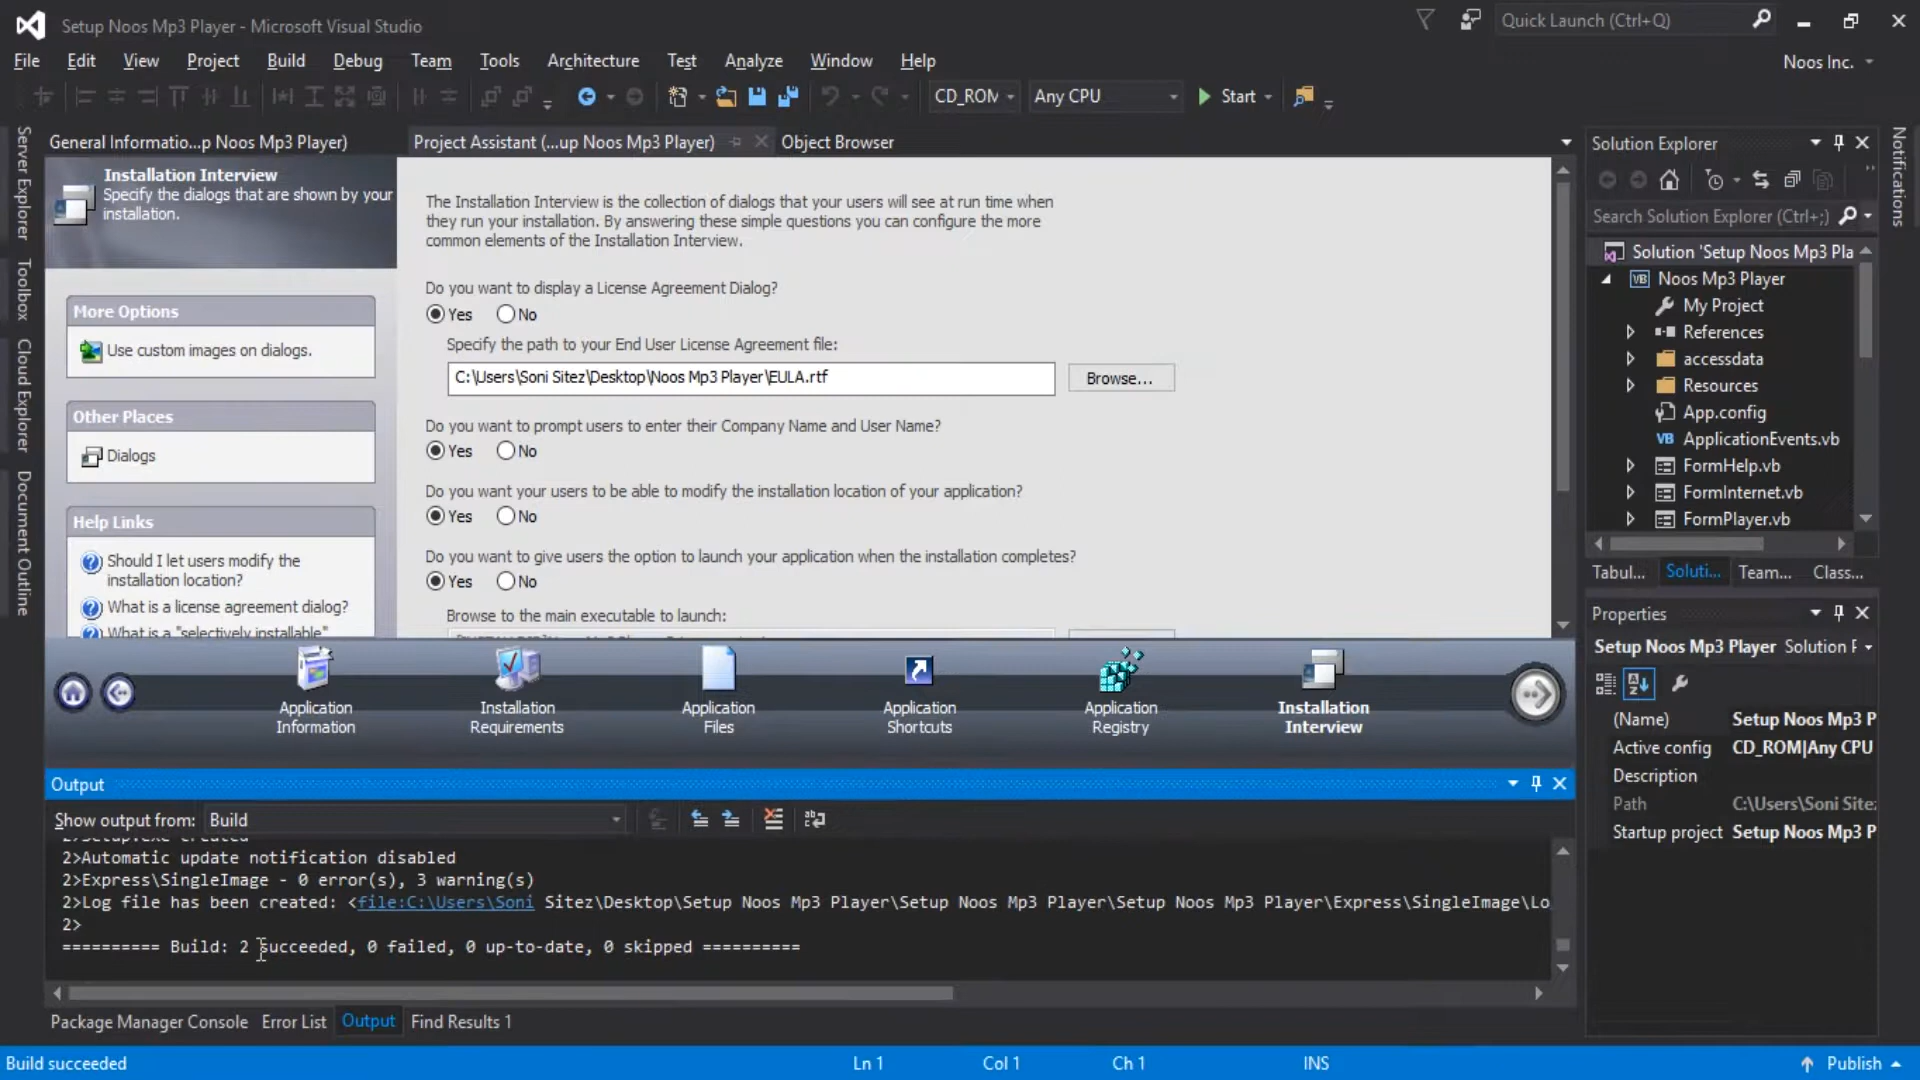 Setup Noos Mp3 Player - Microsoft Visual Studio
Quick Launch (Ctrl+Q)
File Edit View Project Build Debug Team Tools Architecture Test Analyze Window Help
Noos Inc.
CD_ROM Any CPU Start
Server Explorer
Toolbox
Cloud Explorer
Document Outline
General Informatio...p Noos Mp3 Player)
Project Assistant (...up Noos Mp3 Player)
Object Browser
Installation Interview
Specify the dialogs that are shown by your
installation.
More Options
Use custom images on dialogs.
Other Places
Dialogs
Help Links
Should I let users modify the
installation location?
What is a license agreement dialog?
What is a "selectively installable"
The Installation Interview is the collection of dialogs that your users will see at run time when
they run your installation. By answering these simple questions you can configure the more
common elements of the Installation Interview.
Do you want to display a License Agreement Dialog?
Yes No
Specify the path to your End User License Agreement file:
C:\Users\Soni Sitez\Desktop\Noos Mp3 Player\EULA.rtf
Browse...
Do you want to prompt users to enter their Company Name and User Name?
Yes No
Do you want your users to be able to modify the installation location of your application?
Yes No
Do you want to give users the option to launch your application when the installation completes?
Yes No
Browse to the main executable to launch:
Application
Information
Installation
Requirements
Application
Files
Application
Shortcuts
Application
Registry
Installation
Interview
Output
Show output from: Build
2>Setup.exe created
2>Automatic update notification disabled
2>Express\SingleImage - 0 error(s), 3 warning(s)
2>Log file has been created: <file:C:\Users\Soni Sitez\Desktop\Setup Noos Mp3 Player\Setup Noos Mp3 Player\Setup Noos Mp3 Player\Express\SingleImage\Lo
2>
========== Build: 2 succeeded, 0 failed, 0 up-to-date, 0 skipped ==========
Package Manager Console Error List Output Find Results 1
Build succeeded
Ln 1 Col 1 Ch 1 INS Publish
Solution Explorer
Search Solution Explorer (Ctrl+;)
Solution 'Setup Noos Mp3 Pla
VB Noos Mp3 Player
My Project
References
accessdata
Resources
App.config
VB ApplicationEvents.vb
FormHelp.vb
FormInternet.vb
FormPlayer.vb
Tabul... Soluti... Team... Class...
Properties
Setup Noos Mp3 Player Solution P
(Name) Setup Noos Mp3 P
Active config CD_ROM|Any CPU
Description
Path C:\Users\Soni Site
Startup project Setup Noos Mp3 P
Notifications